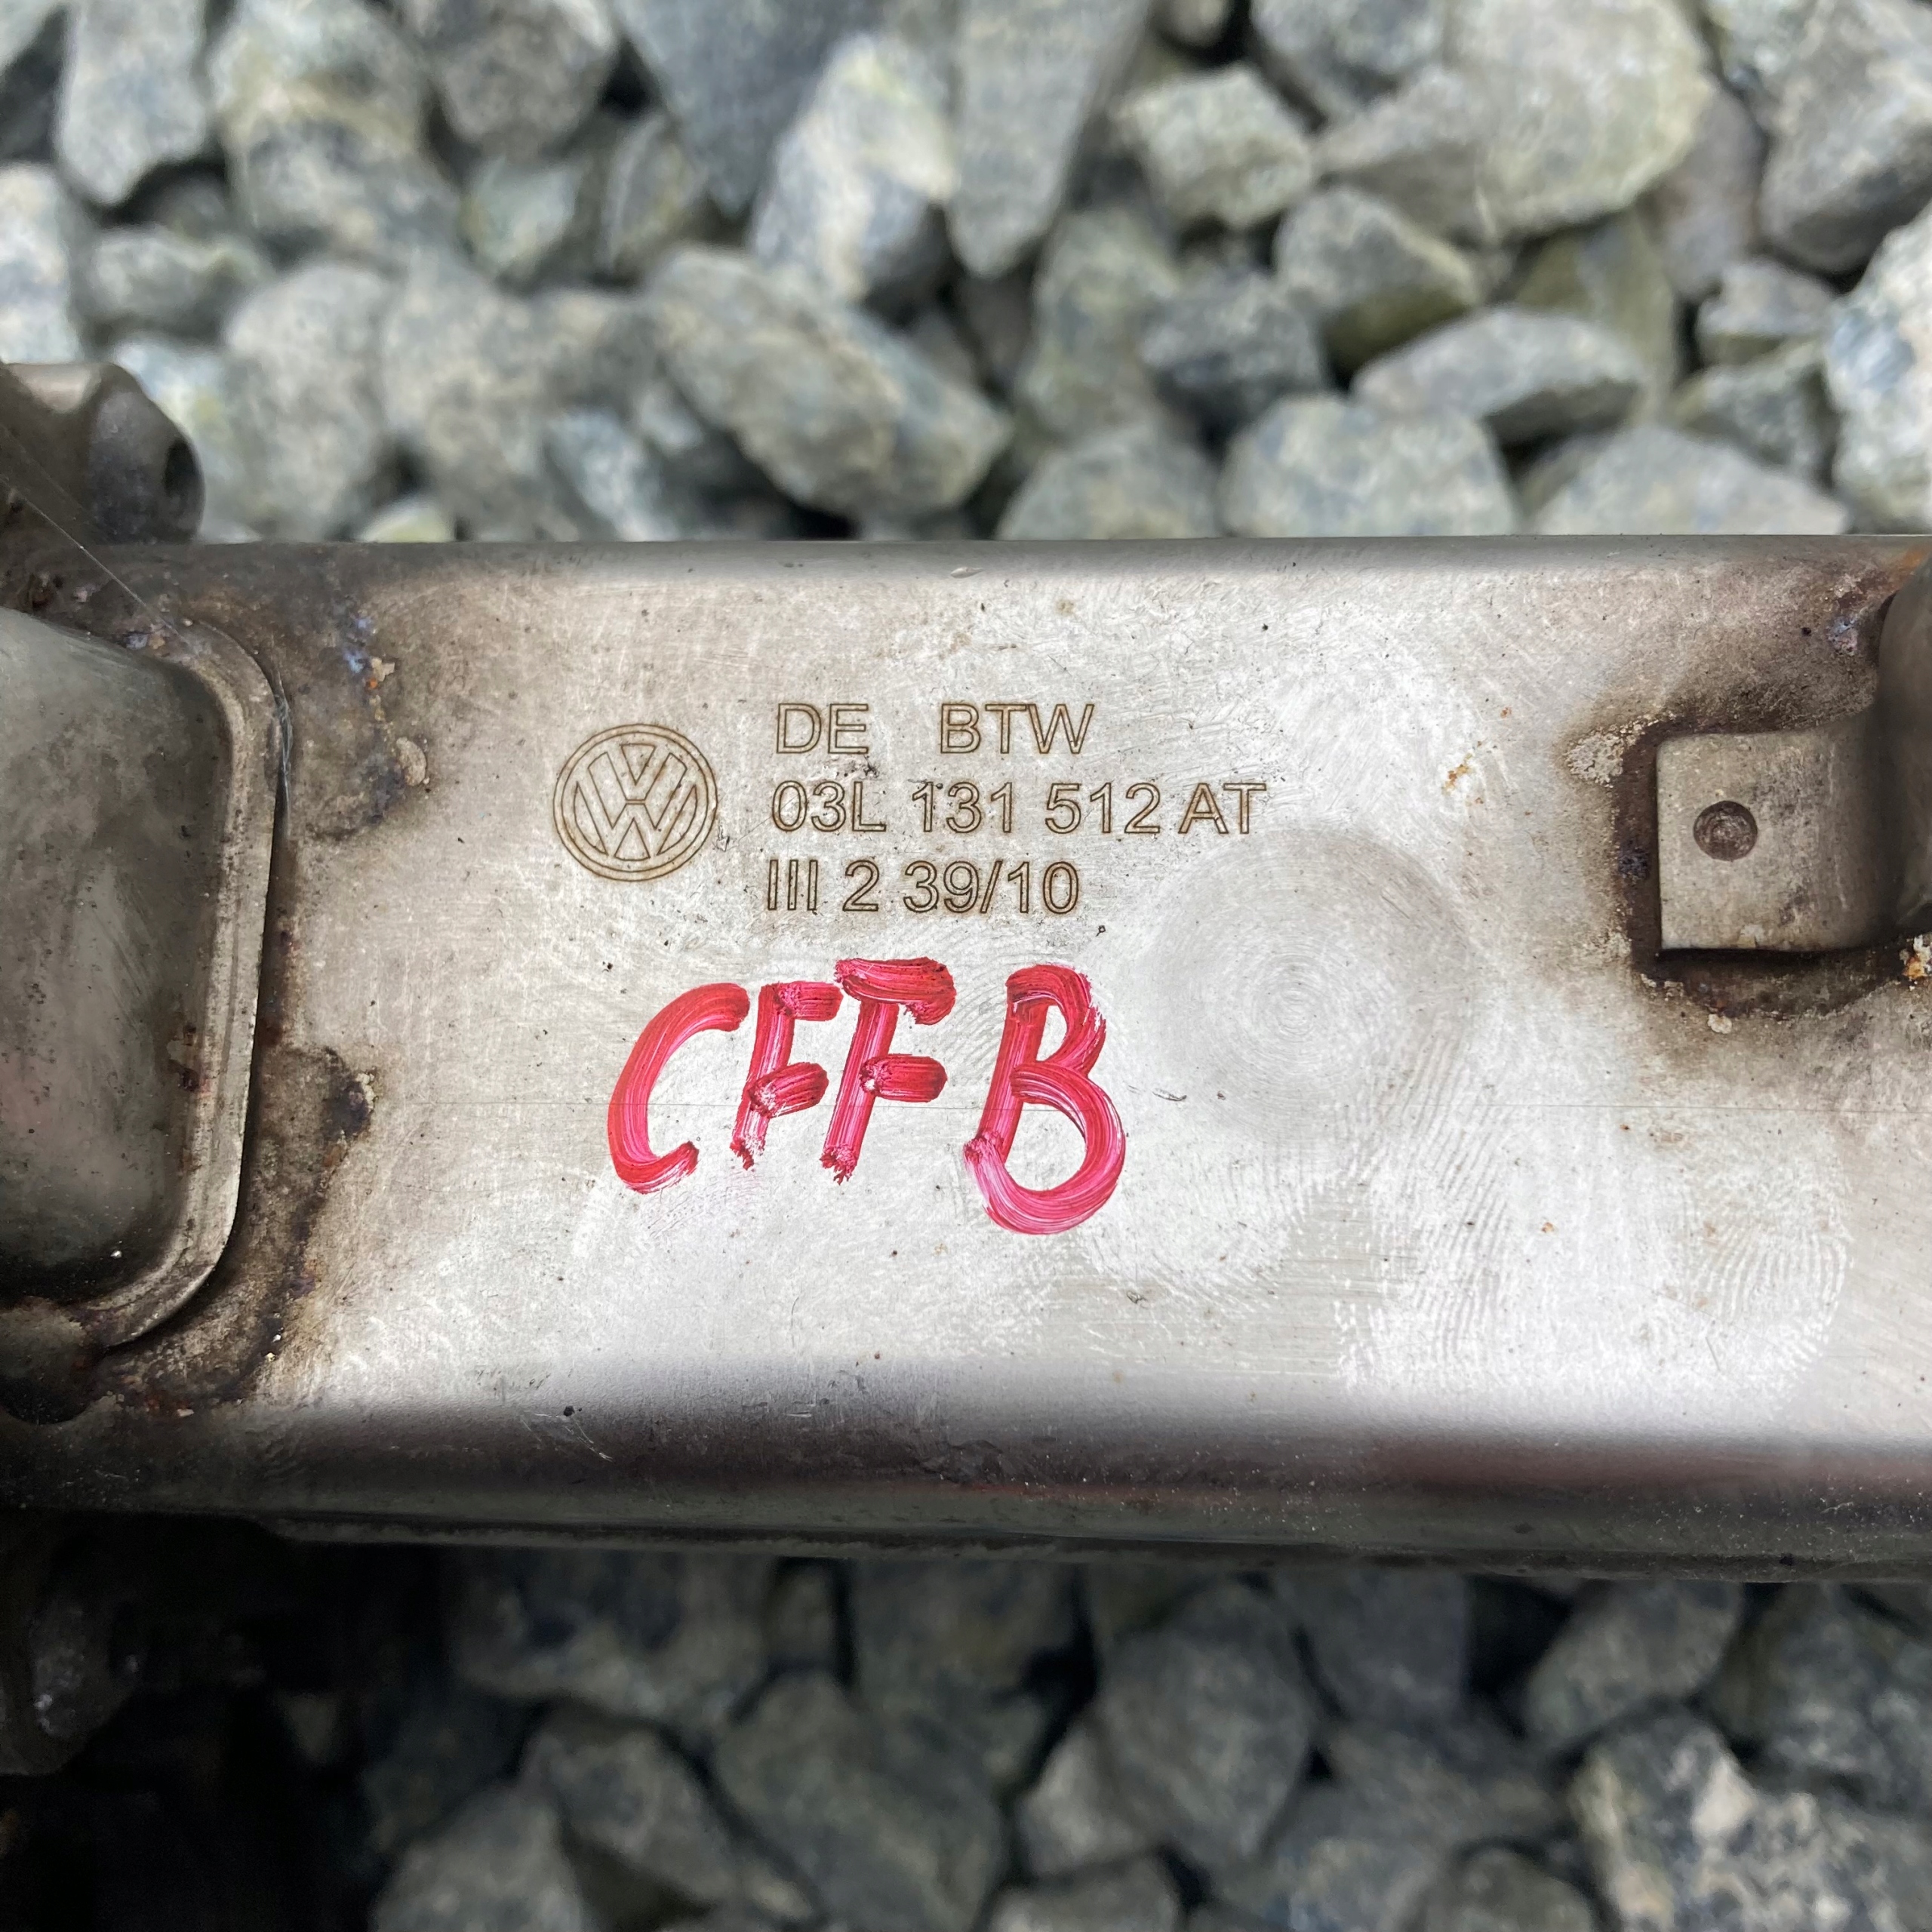 DE BTW
03L 131 512 AT
III 2 39/10
CFFB